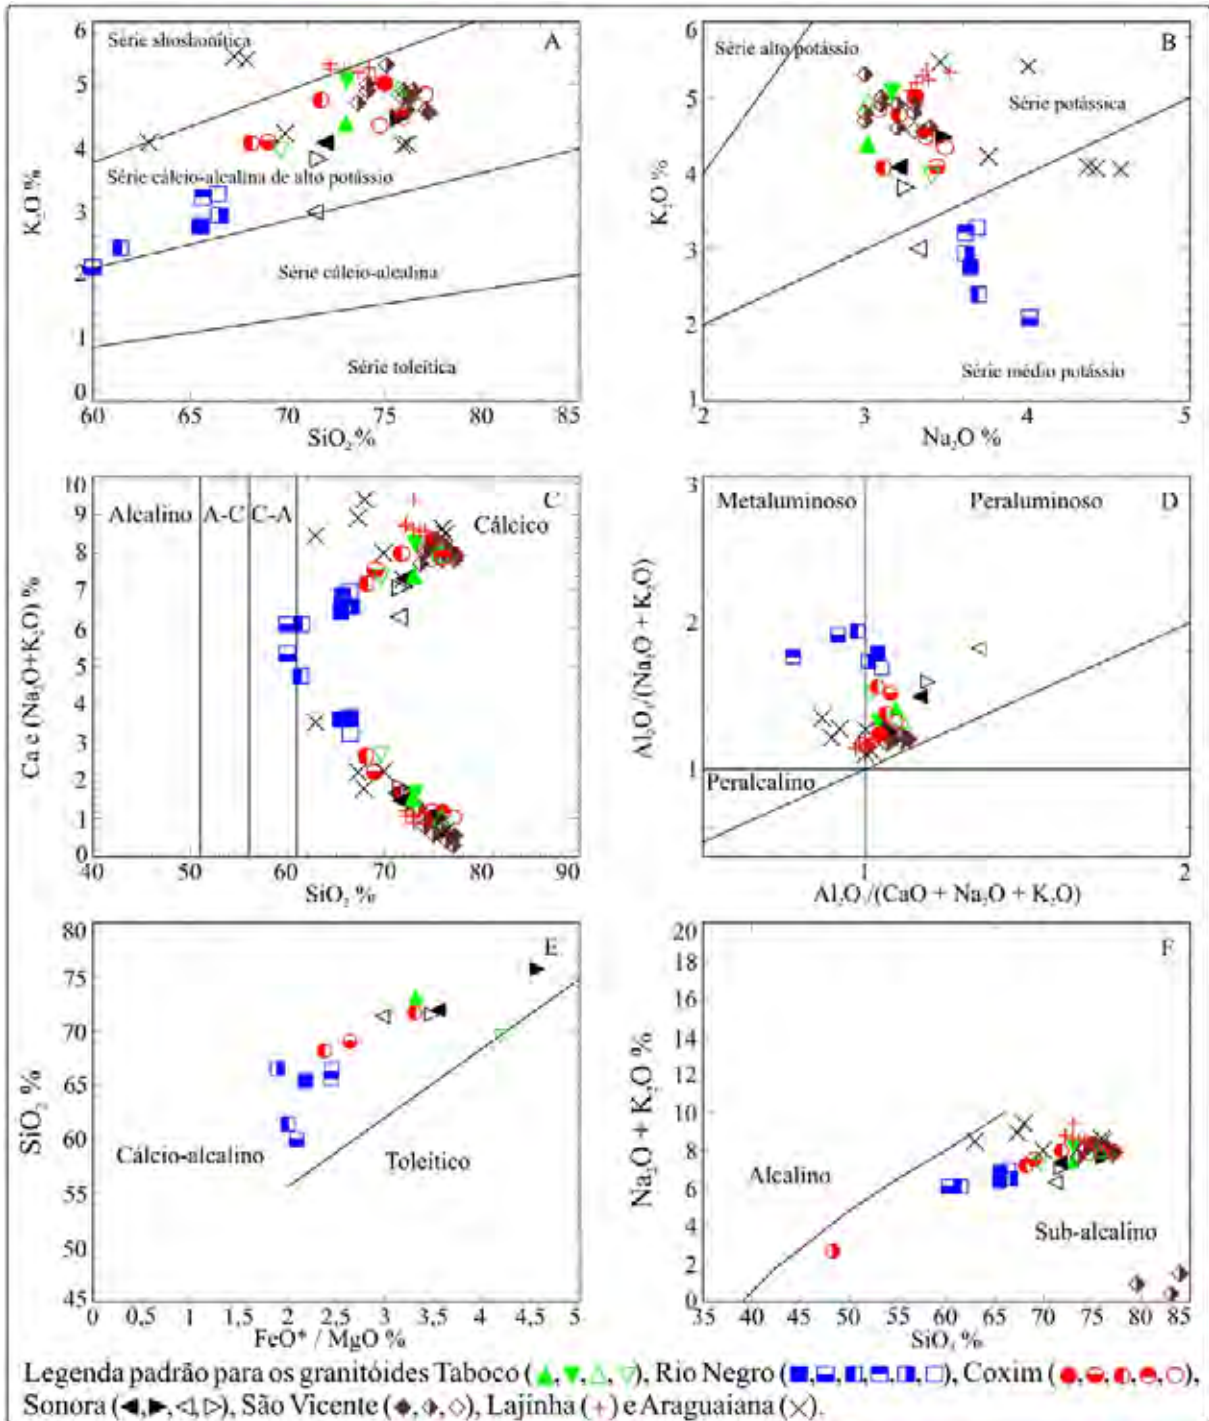 Série shoshonítica
A
Série cálcio-alcalina de alto potássio
Série cálcio-alcalina
Série toleítica
K₂O %
6
5
4
3
2
1
0
60 65 70 75 80 85
SiO₂ %
Série alto potássio
B
Série potássica
Série médio potássio
K₂O %
6
5
4
3
2
1
2 3 4 5
Na₂O %
Alcalino A-C C-A C
Cálcico
Ca e (Na₂O+K₂O) %
10
9
8
7
6
5
4
3
2
1
0
40 50 60 70 80 90
SiO₂ %
Metaluminoso Peraluminoso D
Peralcalino
Al₂O₃/(Na₂O + K₂O)
3
2
1
1 2
Al₂O₃/(CaO + Na₂O + K₂O)
E
Cálcio-alcalino
Toleítico
SiO₂ %
80
75
70
65
60
55
50
45
0 1 2 3,5 4 5
FeO* / MgO %
F
Alcalino
Sub-alcalino
Na₂O + K₂O %
20
18
16
14
12
10
8
6
4
2
0
35 40 45 50 55 60 65 70 75 80 85
SiO₂ %
Legenda padrão para os granitóides Taboco (▲,▼,△,▽), Rio Negro (■,⬓,◧,⬒,◨,□), Coxim (●,◒,◐,◓,○),
Sonora (◀,▶,◁,▷), São Vicente (◆,⬗,◇), Lajinha (+) e Araguaiana (×).